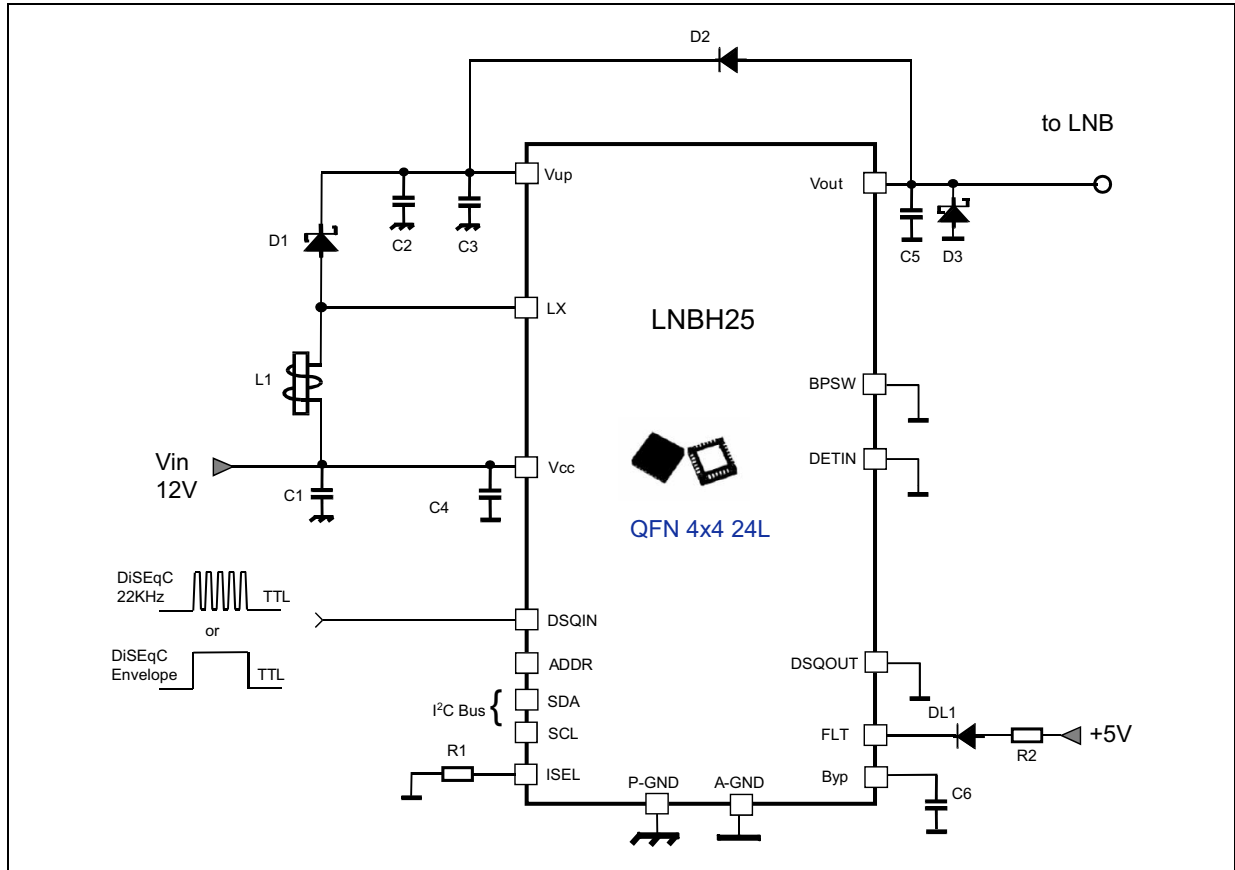 D2
to LNB
Vup
Vout
D1
C2
C3
C5
D3
LX
LNBH25
L1
BPSW
Vin
12V
Vcc
DETIN
C1
C4
QFN 4x4 24L
DiSEqC
22KHz
TTL
or
DSQIN
DiSEqC
Envelope
TTL
ADDR
DSQOUT
I²C Bus {
SDA
SCL
DL1
FLT
+5V
R2
R1
ISEL
P-GND
A-GND
Byp
C6